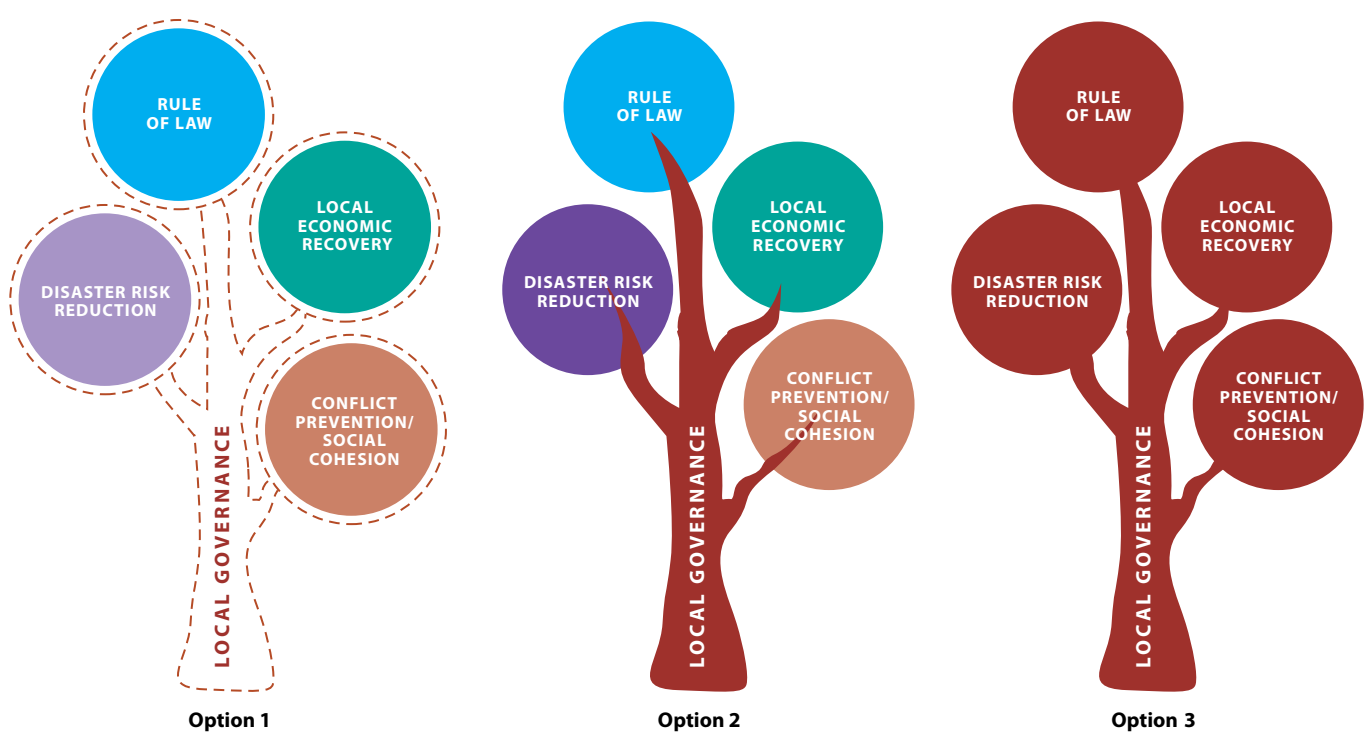 RULE
OF LAW
LOCAL
ECONOMIC
RECOVERY
DISASTER RISK
REDUCTION
CONFLICT
PREVENTION/
SOCIAL
COHESION
LOCAL GOVERNANCE
Option 1
RULE
OF LAW
LOCAL
ECONOMIC
RECOVERY
DISASTER RISK
REDUCTION
CONFLICT
PREVENTION/
SOCIAL
COHESION
LOCAL GOVERNANCE
Option 2
RULE
OF LAW
LOCAL
ECONOMIC
RECOVERY
DISASTER RISK
REDUCTION
CONFLICT
PREVENTION/
SOCIAL
COHESION
LOCAL GOVERNANCE
Option 3